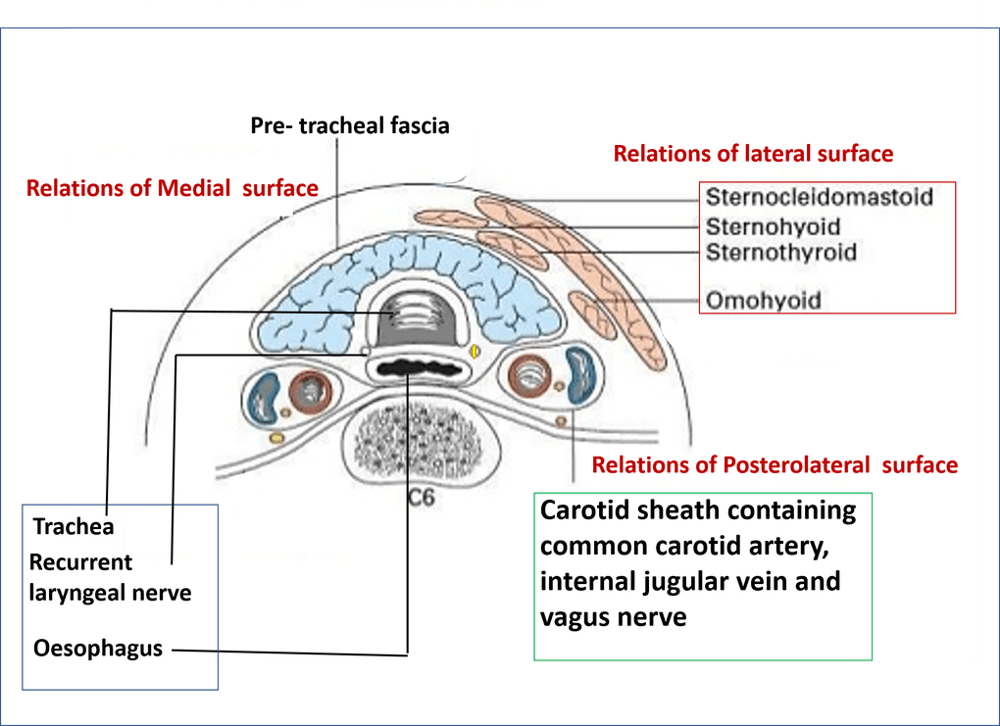 Pre- tracheal fascia
Relations of lateral surface
Relations of Medial surface
Sternocleidomastoid
Sternohyoid
Sternothyroid
Omohyoid
Relations of Posterolateral surface
C6
Carotid sheath containing
common carotid artery,
internal jugular vein and
vagus nerve
Trachea
Recurrent
laryngeal nerve
Oesophagus